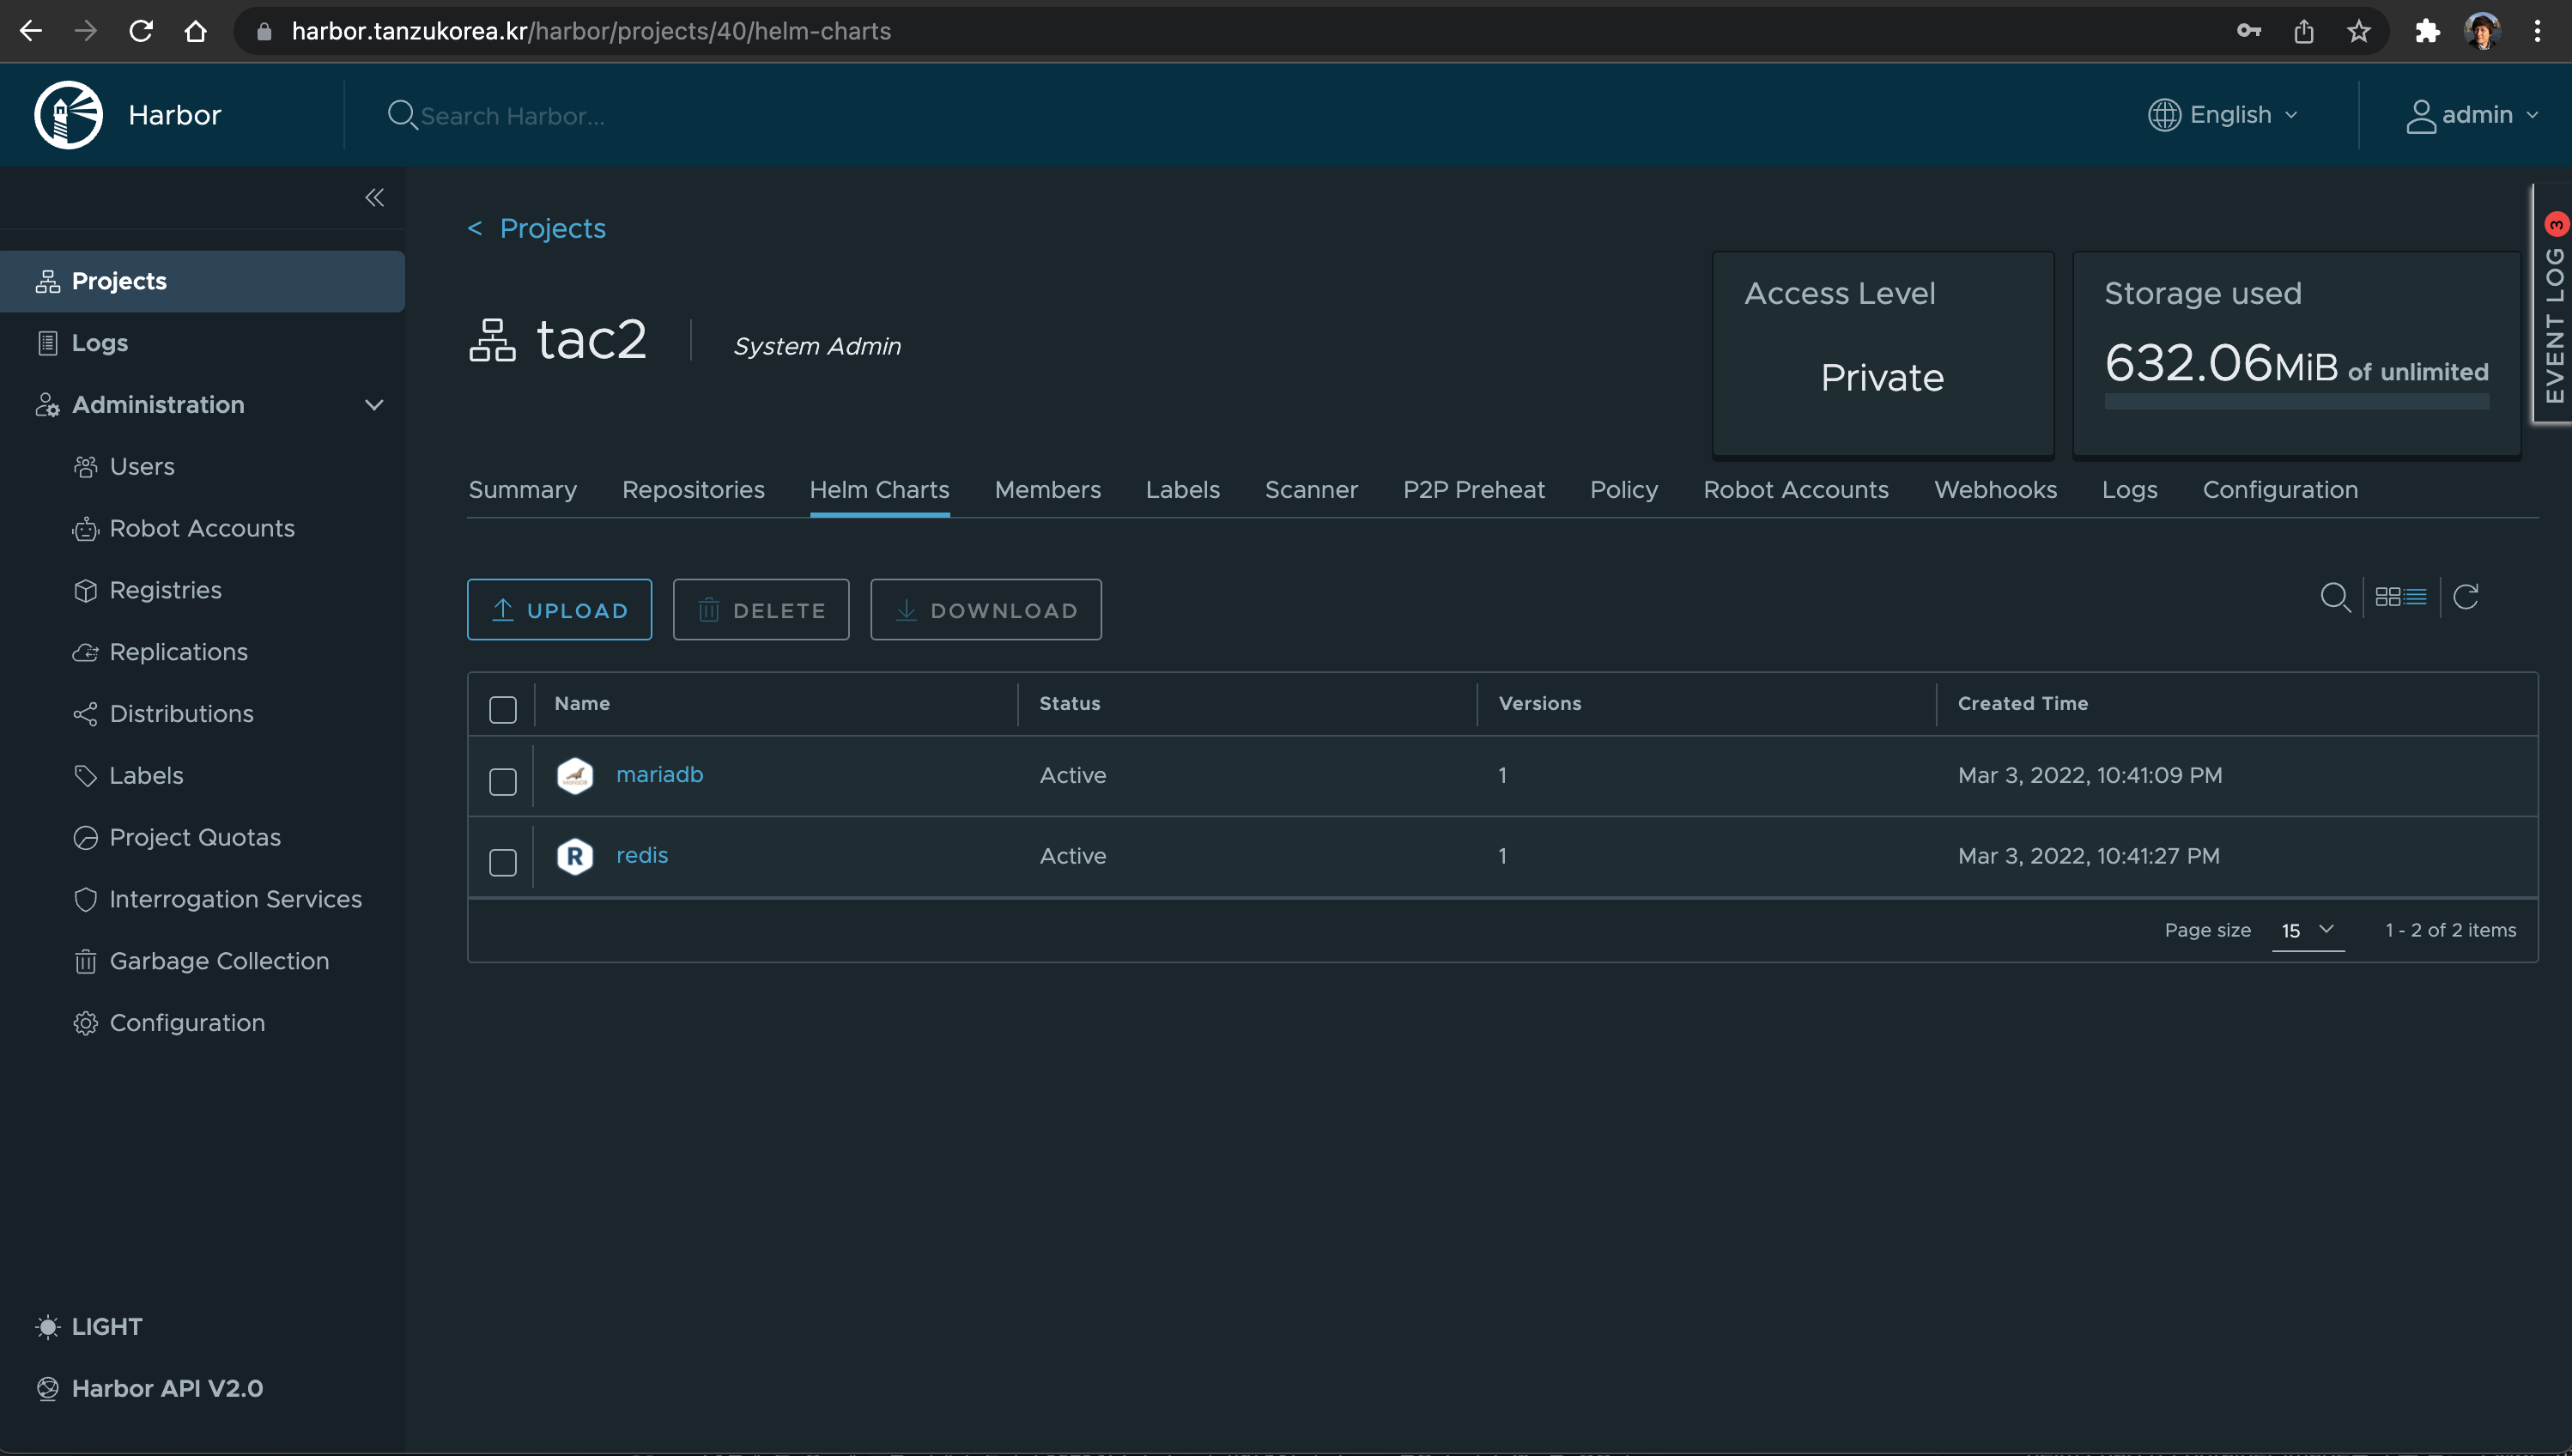 harbor.tanzukorea.kr/harbor/projects/40/helm-charts
Harbor
Search Harbor...
English
admin
Projects
Logs
Administration
Users
Robot Accounts
Registries
Replications
Distributions
Labels
Project Quotas
Interrogation Services
Garbage Collection
Configuration
LIGHT
Harbor API V2.0
< Projects
tac2
System Admin
Access Level
Private
Storage used
632.06MiB of unlimited
EVENT LOG 3
Summary Repositories Helm Charts Members Labels Scanner P2P Preheat Policy Robot Accounts Webhooks Logs Configuration
UPLOAD DELETE DOWNLOAD
Name Status Versions Created Time
mariadb Active 1 Mar 3, 2022, 10:41:09 PM
R redis Active 1 Mar 3, 2022, 10:41:27 PM
Page size 15 1 - 2 of 2 items